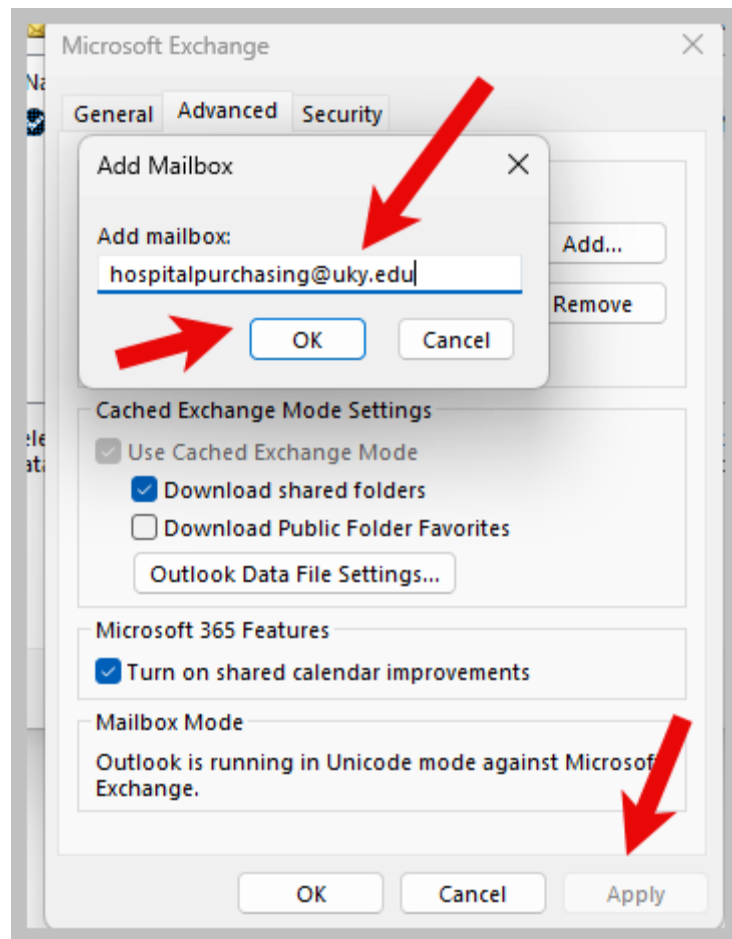 Microsoft Exchange
General Advanced Security
Add Mailbox
Add mailbox:
hospitalpurchasing@uky.edu
Add...
Remove
OK Cancel
Cached Exchange Mode Settings
Use Cached Exchange Mode
Download shared folders
Download Public Folder Favorites
Outlook Data File Settings...
Microsoft 365 Features
Turn on shared calendar improvements
Mailbox Mode
Outlook is running in Unicode mode against Microsoft
Exchange.
OK Cancel Apply